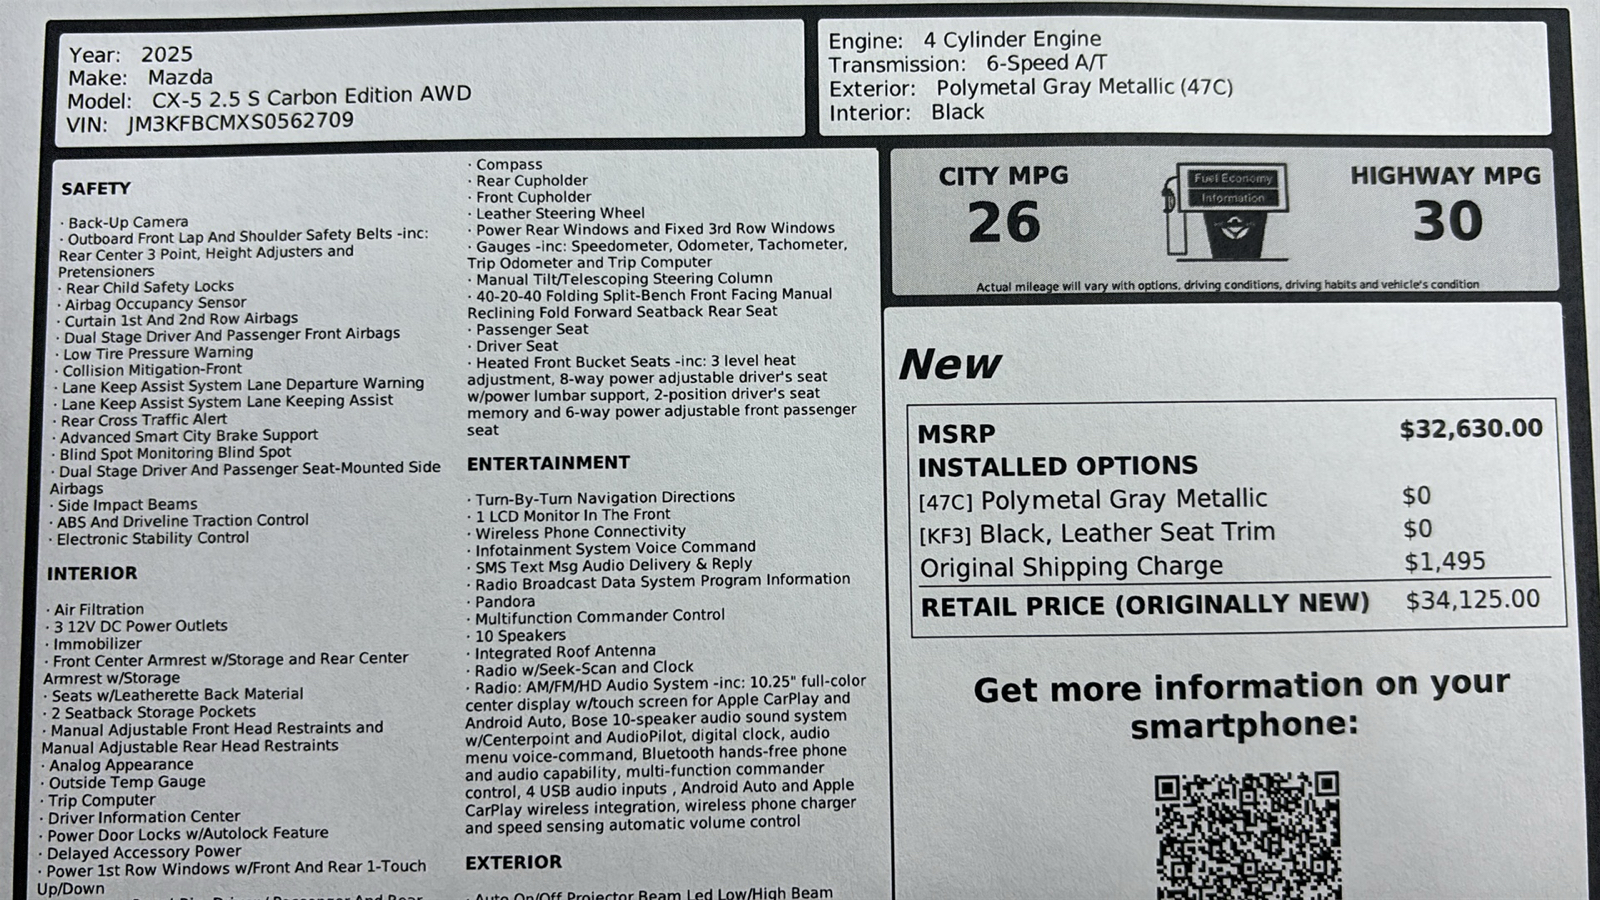 Year: 2025
Make: Mazda
Model: CX-5 2.5 S Carbon Edition AWD
VIN: JM3KFBCMXS0562709
Engine: 4 Cylinder Engine
Transmission: 6-Speed A/T
Exterior: Polymetal Gray Metallic (47C)
Interior: Black
SAFETY
· Back-Up Camera
· Outboard Front Lap And Shoulder Safety Belts -inc:
Rear Center 3 Point, Height Adjusters and
Pretensioners
· Rear Child Safety Locks
· Airbag Occupancy Sensor
· Curtain 1st And 2nd Row Airbags
· Dual Stage Driver And Passenger Front Airbags
· Low Tire Pressure Warning
· Collision Mitigation-Front
· Lane Keep Assist System Lane Departure Warning
· Lane Keep Assist System Lane Keeping Assist
· Rear Cross Traffic Alert
· Advanced Smart City Brake Support
· Blind Spot Monitoring Blind Spot
· Dual Stage Driver And Passenger Seat-Mounted Side
Airbags
· Side Impact Beams
· ABS And Driveline Traction Control
· Electronic Stability Control
INTERIOR
· Air Filtration
· 3 12V DC Power Outlets
· Immobilizer
· Front Center Armrest w/Storage and Rear Center
Armrest w/Storage
· Seats w/Leatherette Back Material
· 2 Seatback Storage Pockets
· Manual Adjustable Front Head Restraints and
Manual Adjustable Rear Head Restraints
· Analog Appearance
· Outside Temp Gauge
· Trip Computer
· Driver Information Center
· Power Door Locks w/Autolock Feature
· Delayed Accessory Power
· Power 1st Row Windows w/Front And Rear 1-Touch
Up/Down
· Compass
· Rear Cupholder
· Front Cupholder
· Leather Steering Wheel
· Power Rear Windows and Fixed 3rd Row Windows
· Gauges -inc: Speedometer, Odometer, Tachometer,
Trip Odometer and Trip Computer
· Manual Tilt/Telescoping Steering Column
· 40-20-40 Folding Split-Bench Front Facing Manual
Reclining Fold Forward Seatback Rear Seat
· Passenger Seat
· Driver Seat
· Heated Front Bucket Seats -inc: 3 level heat
adjustment, 8-way power adjustable driver's seat
w/power lumbar support, 2-position driver's seat
memory and 6-way power adjustable front passenger
seat
ENTERTAINMENT
· Turn-By-Turn Navigation Directions
· 1 LCD Monitor In The Front
· Wireless Phone Connectivity
· Infotainment System Voice Command
· SMS Text Msg Audio Delivery & Reply
· Radio Broadcast Data System Program Information
· Pandora
· Multifunction Commander Control
· 10 Speakers
· Integrated Roof Antenna
· Radio w/Seek-Scan and Clock
· Radio: AM/FM/HD Audio System -inc: 10.25" full-color
center display w/touch screen for Apple CarPlay and
Android Auto, Bose 10-speaker audio sound system
w/Centerpoint and AudioPilot, digital clock, audio
menu voice-command, Bluetooth hands-free phone
and audio capability, multi-function commander
control, 4 USB audio inputs , Android Auto and Apple
CarPlay wireless integration, wireless phone charger
and speed sensing automatic volume control
EXTERIOR
· Auto On/Off Projector Beam Led Low/High Beam
CITY MPG
26
Fuel Economy
Information
HIGHWAY MPG
30
Actual mileage will vary with options, driving conditions, driving habits and vehicle's condition
New
MSRP $32,630.00
INSTALLED OPTIONS
[47C] Polymetal Gray Metallic $0
[KF3] Black, Leather Seat Trim $0
Original Shipping Charge $1,495
RETAIL PRICE (ORIGINALLY NEW) $34,125.00
Get more information on your
smartphone: